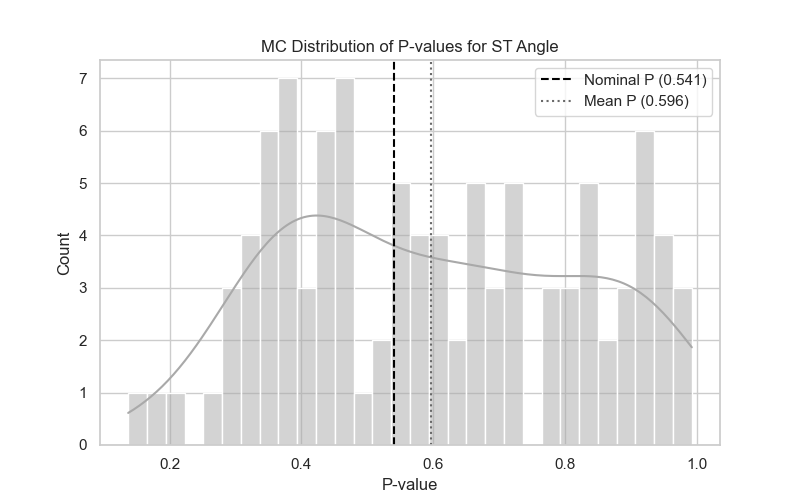 MC Distribution of P-values for ST Angle
Nominal P (0.541)
Mean P (0.596)
7
6
5
4
3
2
1
0
Count
0.2 0.4 0.6 0.8 1.0
P-value